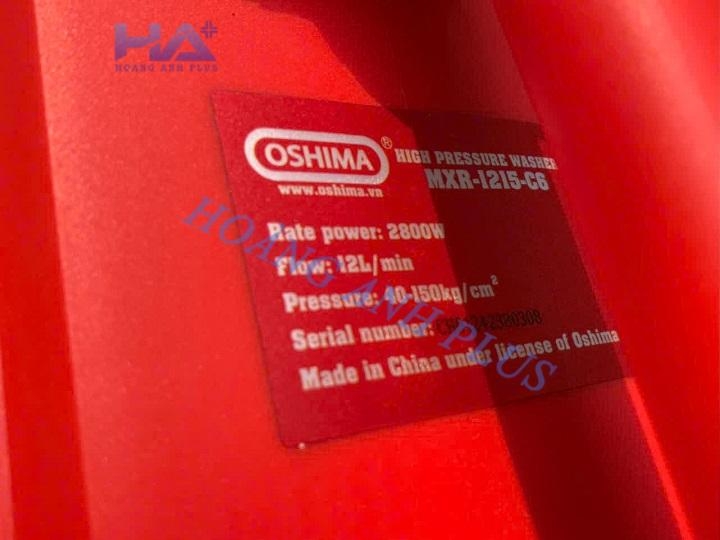 HA+
HOANG ANH PLUS
OSHIMA®
www.oshima.vn
HIGH PRESSURE WASHER
MXR-1215-C6
Rate power: 2800W
Flow: 12L/min
Pressure: 40-150kg/cm²
Serial number:
Made in China under license of Oshima
HOANG ANH PLUS